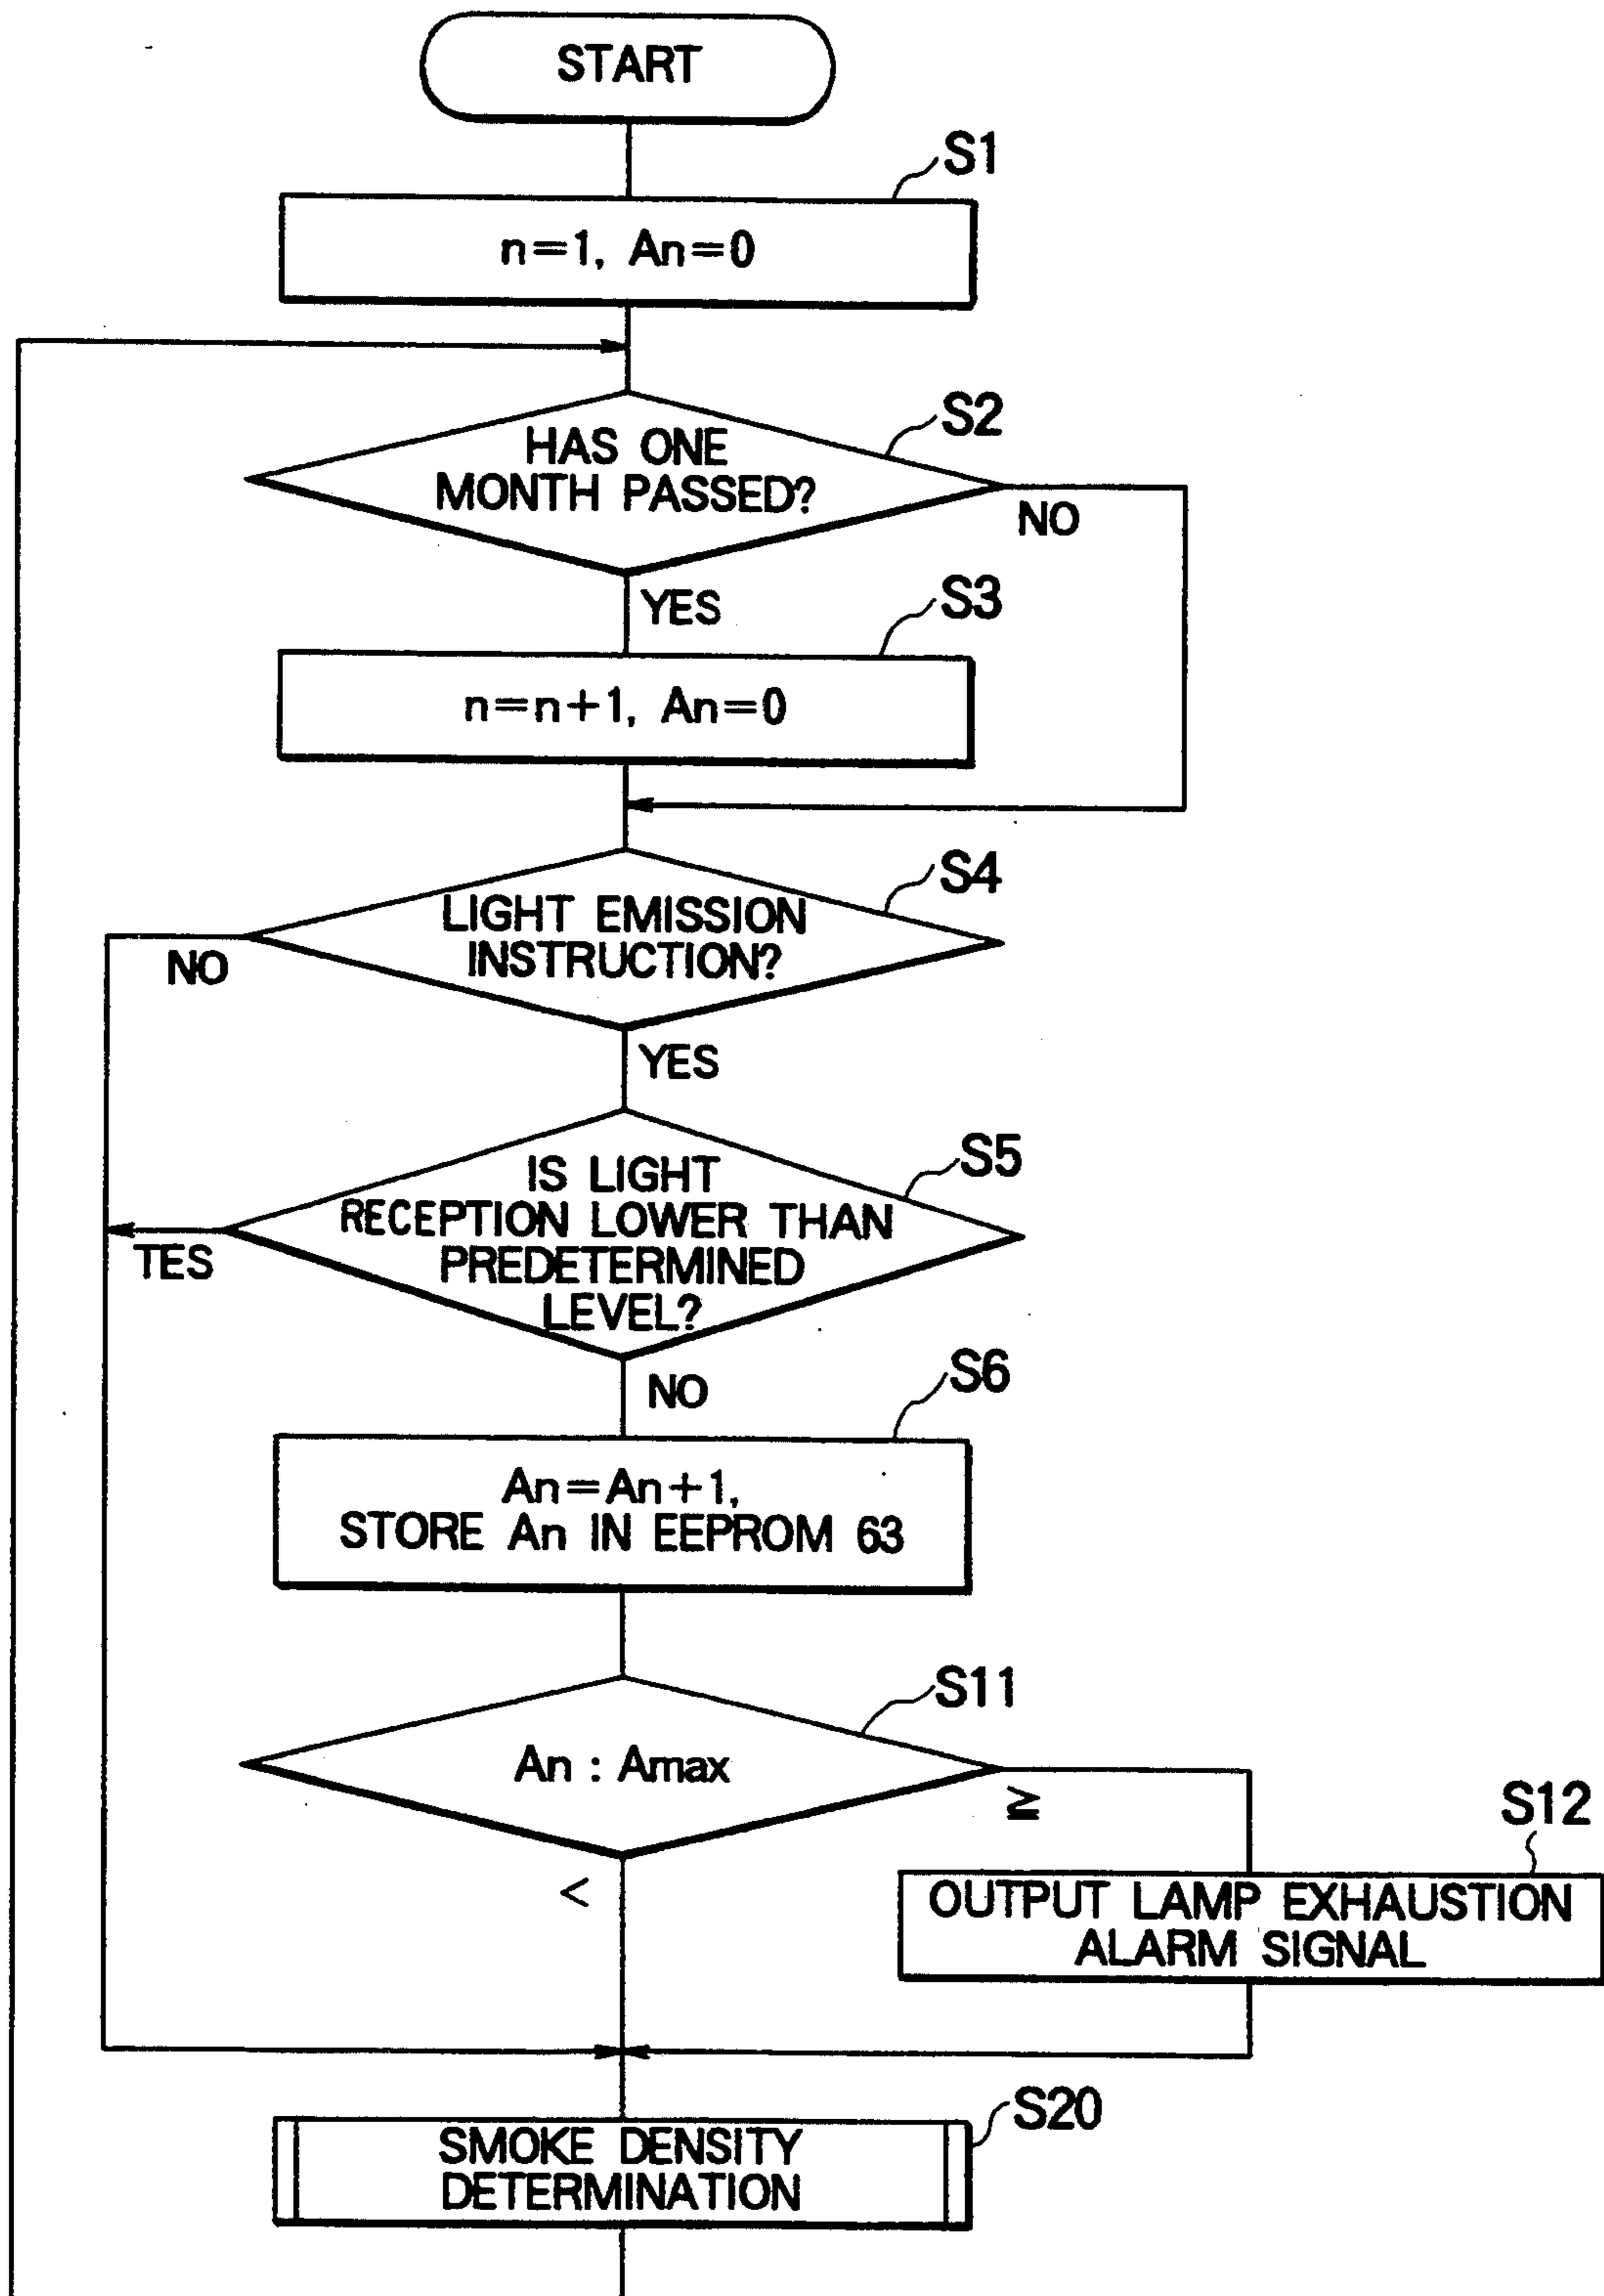 START
S1
n=1, An=0
S2
HAS ONE
MONTH PASSED?
NO
YES
S3
n=n+1, An=0
S4
LIGHT EMISSION
INSTRUCTION?
NO
YES
S5
IS LIGHT
RECEPTION LOWER THAN
PREDETERMINED
LEVEL?
TES
NO
S6
An=An+1,
STORE An IN EEPROM 63
S11
An : Amax
≧
<
S12
OUTPUT LAMP EXHAUSTION
ALARM SIGNAL
S20
SMOKE DENSITY
DETERMINATION